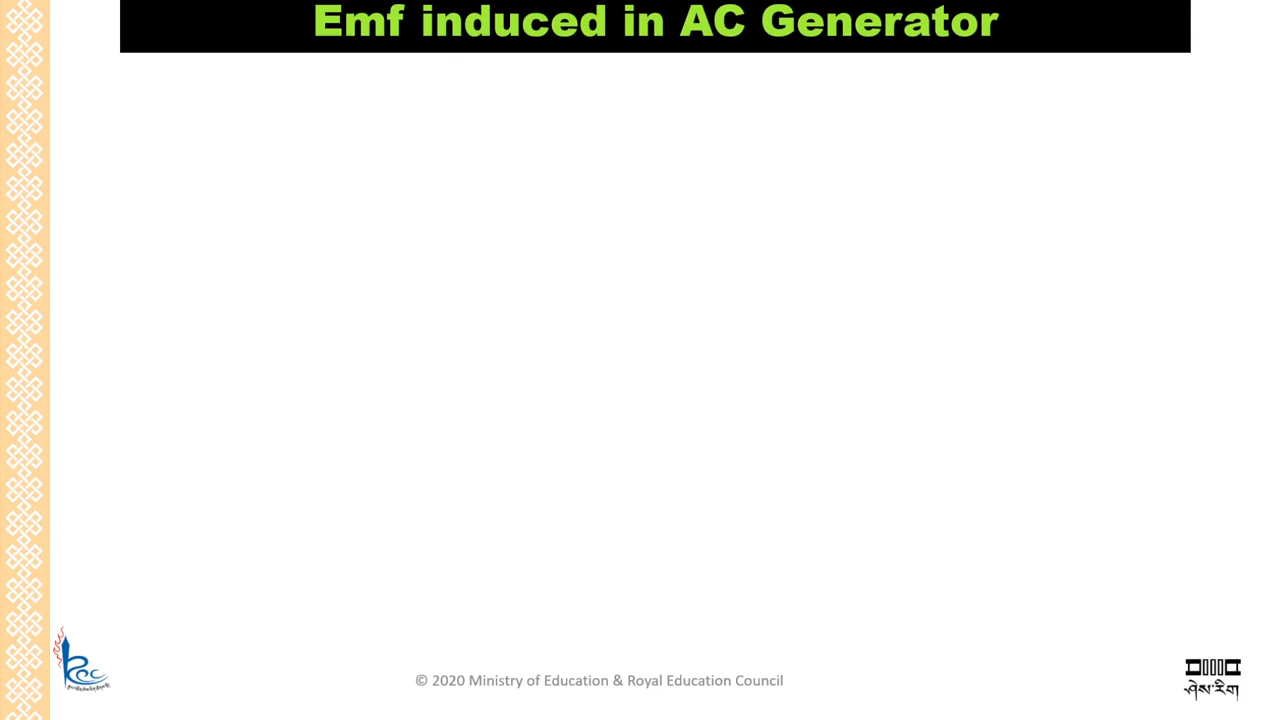 Emf induced in AC Generator
© 2020 Ministry of Education & Royal Education Council
ཤེས་རིག